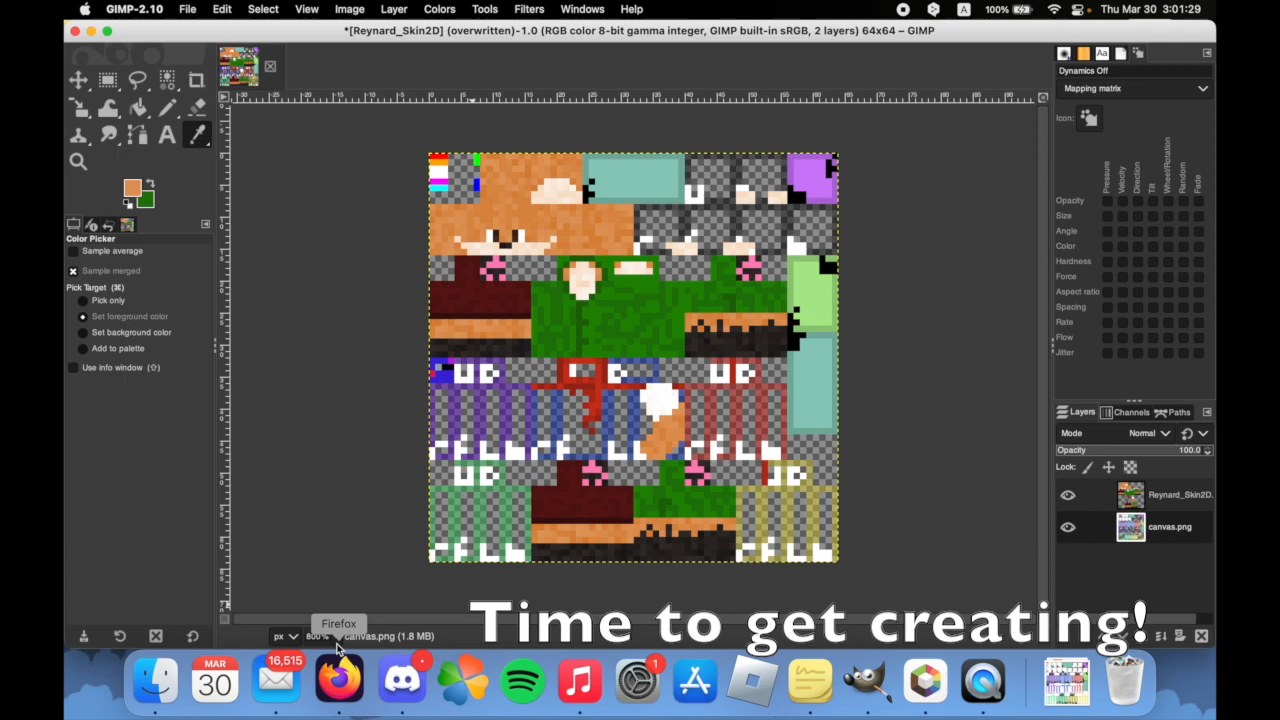 GIMP-2.10 File Edit Select View Image Layer Colors Tools Filters Windows Help
A 100% Thu Mar 30 3:01:29
*[Reynard_Skin2D] (overwritten)-1.0 (RGB color 8-bit gamma integer, GIMP built-in sRGB, 2 layers) 64x64 – GIMP
Color Picker
Sample average
Sample merged
Pick Target (⌘)
Pick only
Set foreground color
Set background color
Add to palette
Use info window (⇧)
Aa
Dynamics Off
Mapping matrix
Icon:
Pressure
Velocity
Direction
Tilt
Wheel/Rotation
Random
Fade
Opacity
Size
Angle
Color
Hardness
Force
Aspect ratio
Spacing
Rate
Flow
Jitter
Layers Channels Paths
Mode Normal
Opacity 100.0
Lock:
Reynard_Skin2D.
canvas.png
px 800% canvas.png (1.8 MB)
Time to get creating!
Firefox
MAR
30
16,515
1